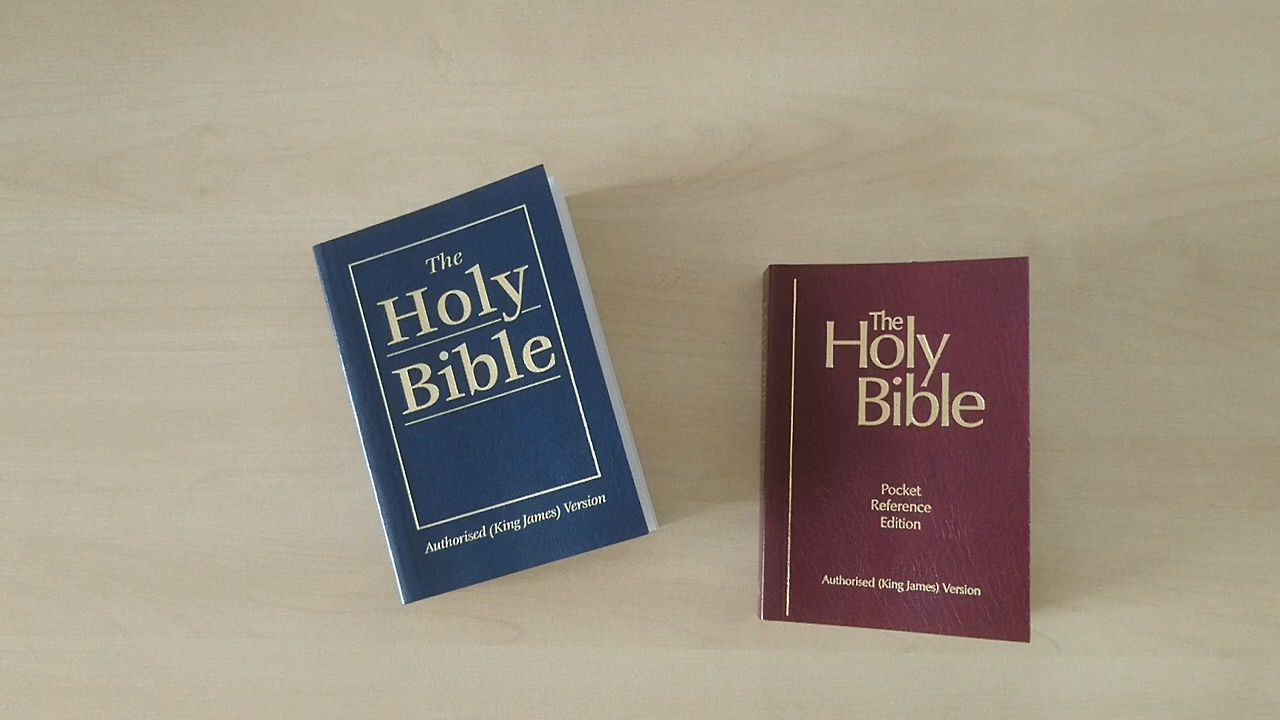 The
Holy
Bible
Authorised (King James) Version
The
Holy
Bible
Pocket
Reference
Edition
Authorised (King James) Version